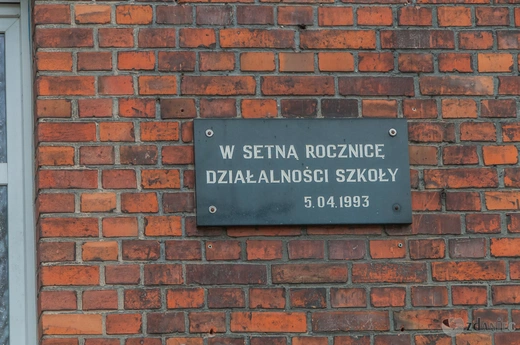 W SETNĄ ROCZNICĘ
DZIAŁALNOŚCI SZKOŁY
5.04.1993